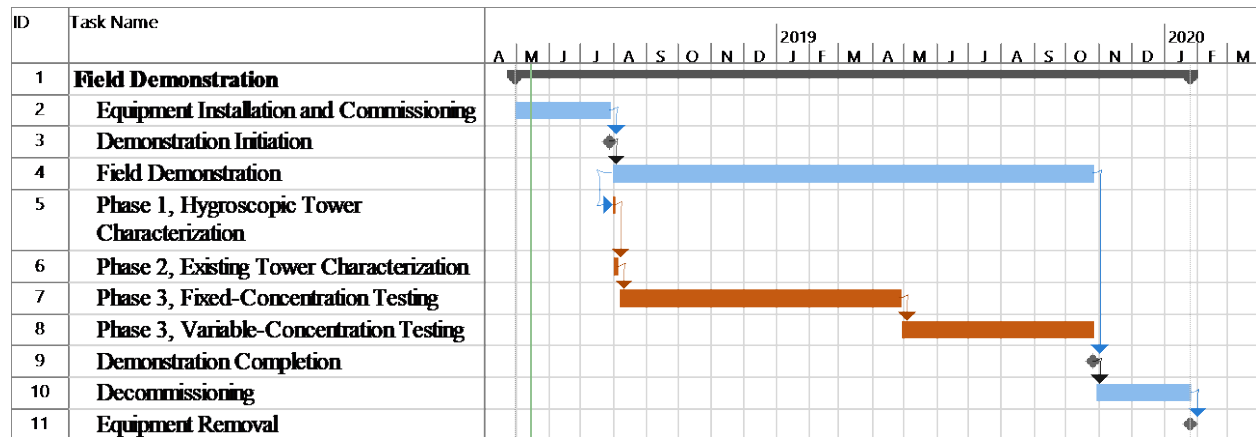 ID Task Name
2019 2020
A M J J A S O N D J F M A M J J A S O N D J F M
1 Field Demonstration
2 Equipment Installation and Commissioning
3 Demonstration Initiation
4 Field Demonstration
5 Phase 1, Hygroscopic Tower
Characterization
6 Phase 2, Existing Tower Characterization
7 Phase 3, Fixed-Concentration Testing
8 Phase 3, Variable-Concentration Testing
9 Demonstration Completion
10 Decommissioning
11 Equipment Removal